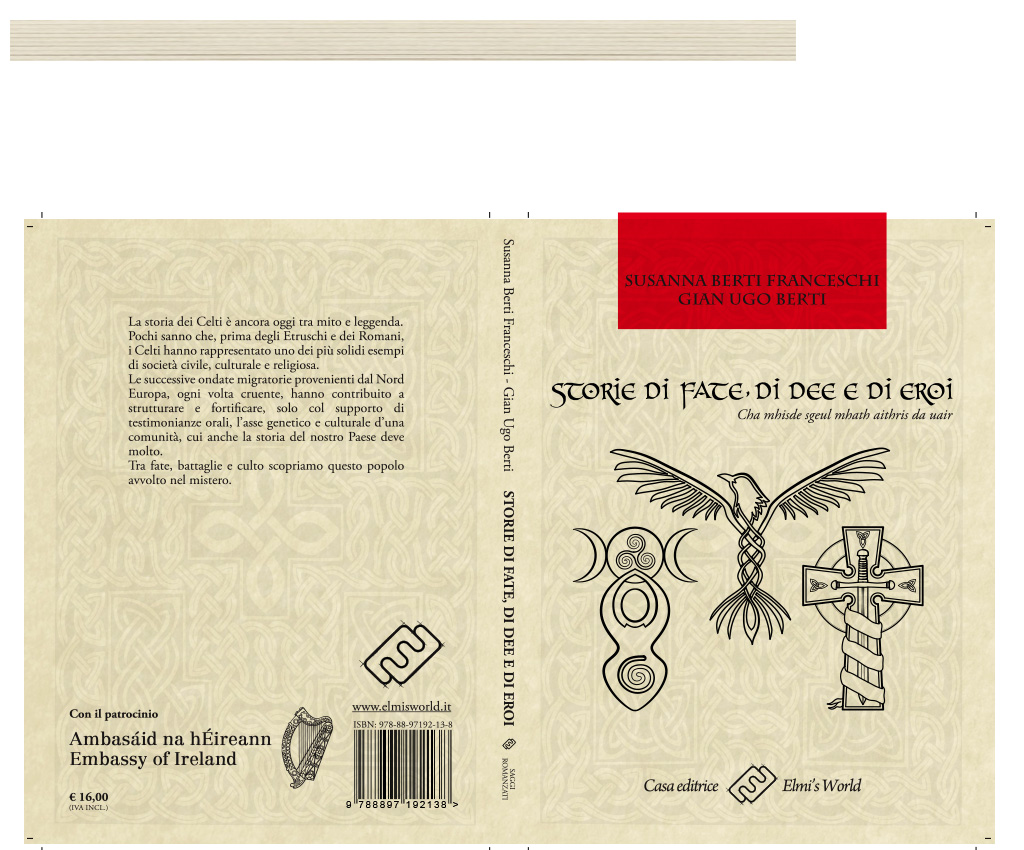 La storia dei Celti è ancora oggi tra mito e leggenda.
Pochi sanno che, prima degli Etruschi e dei Romani,
i Celti hanno rappresentato uno dei più solidi esempi
di società civile, culturale e religiosa.
Le successive ondate migratorie provenienti dal Nord
Europa, ogni volta cruente, hanno contribuito a
strutturare e fortificare, solo col supporto di
testimonianze orali, l'asse genetico e culturale d'una
comunità, cui anche la storia del nostro Paese deve
molto.
Tra fate, battaglie e culto scopriamo questo popolo
avvolto nel mistero.
Con il patrocinio
Ambasáid na hÉireann
Embassy of Ireland
€ 16,00
(IVA INCL.)
www.elmisworld.it
ISBN: 978-88-97192-13-8
9 788897 192138 >
Susanna Berti Franceschi - Gian Ugo Berti STORIE DI FATE, DI DEE E DI EROI
SAGGI
ROMANZATI
SUSANNA BERTI FRANCESCHI
GIAN UGO BERTI
STORIE DI FATE, DI DEE E DI EROI
Cha mhisde sgeul mhath aithris da uair
Casa editrice Elmi's World